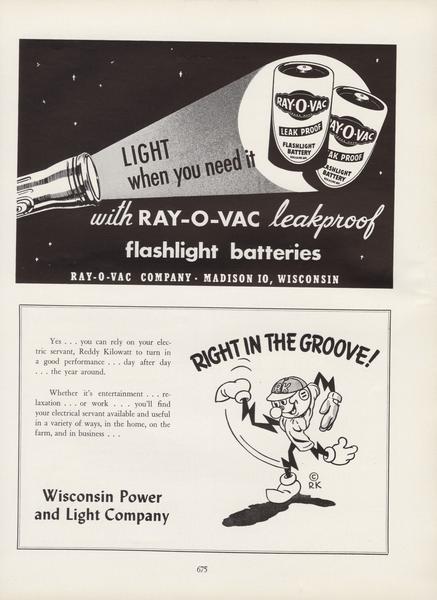 RAY-O-VAC
LEAK PROOF
FLASHLIGHT
BATTERY
AY-O-VAC
AK PROOF
ASHLIGHT
BATTERY
LIGHT
when you need it
with RAY-O-VAC leakproof
flashlight batteries
RAY-O-VAC COMPANY - MADISON 10, WISCONSIN
Yes . . . you can rely on your elec-
tric servant, Reddy Kilowatt to turn in
a good performance . . . day after day
. . . the year around.
Whether it's entertainment . . . re-
laxation . . . or work . . . you'll find
your electrical servant available and useful
in a variety of ways, in the home, on the
farm, and in business . . .
Wisconsin Power
and Light Company
RIGHT IN THE GROOVE!
RK
©
RK
675